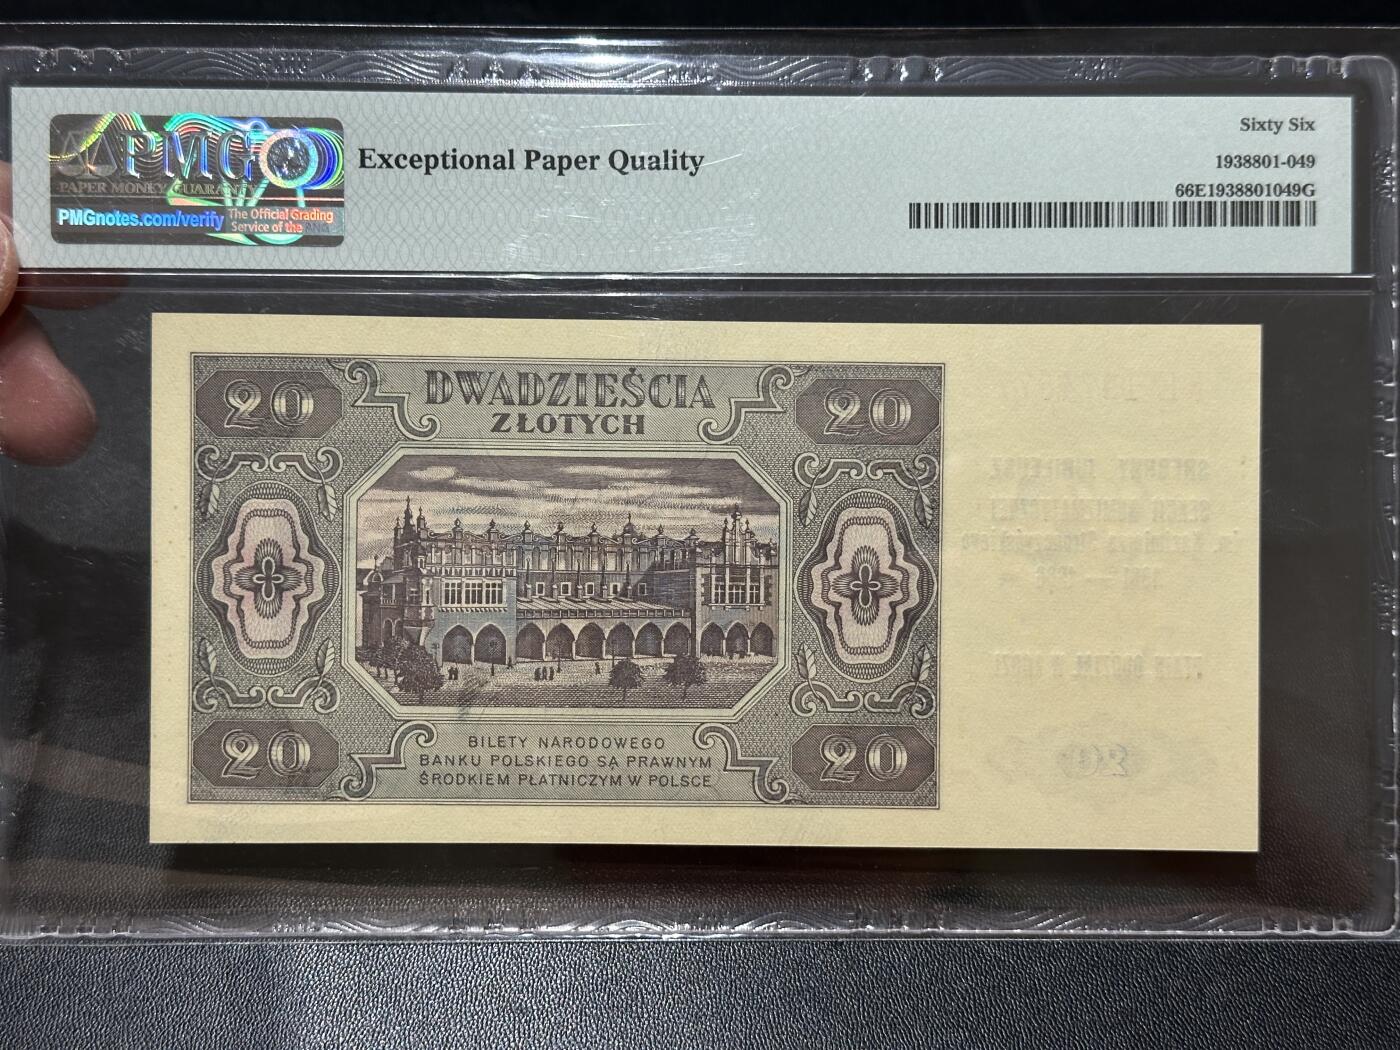 PMG
PAPER MONEY GUARANTY
PMGnotes.com/verify
The Official Grading
Service of the ANA
Exceptional Paper Quality
Sixty Six
1938801-049
66E1938801049G
20
DWADZIEŚCIA
ZŁOTYCH
20
20
BILETY NARODOWEGO
BANKU POLSKIEGO SĄ PRAWNYM
ŚRODKIEM PŁATNICZYM W POLSCE
20